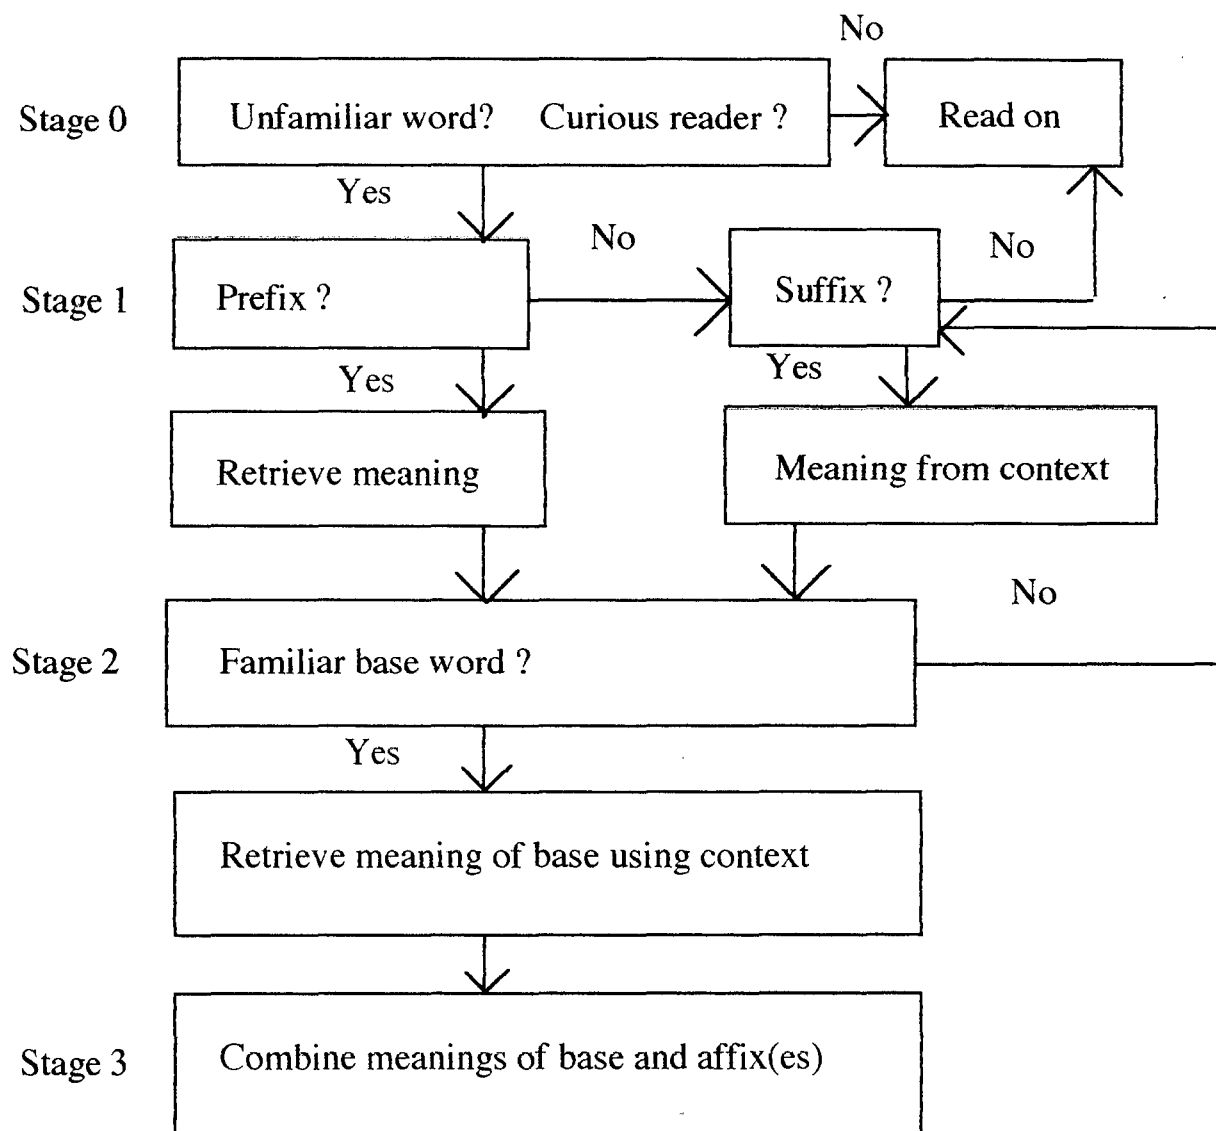 No
Stage 0
Unfamiliar word? Curious reader ?
Read on
Yes
No
No
Stage 1
Prefix ?
Suffix ?
Yes
Yes
Retrieve meaning
Meaning from context
No
Stage 2
Familiar base word ?
Yes
Retrieve meaning of base using context
Stage 3
Combine meanings of base and affix(es)